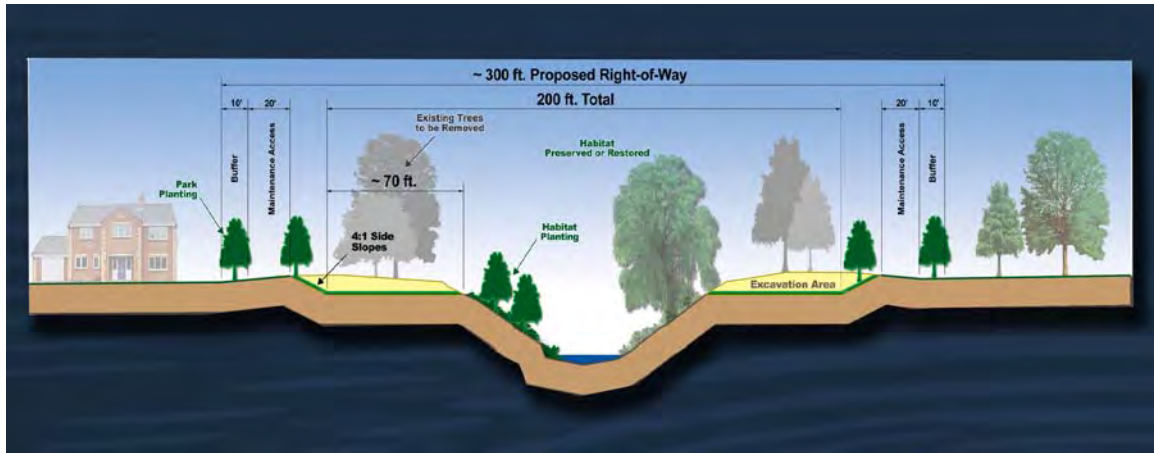 ~ 300 ft. Proposed Right-of-Way
200 ft. Total
10'
20'
20'
10'
Buffer
Maintenance Access
Maintenance Access
Buffer
Existing Trees
to be Removed
Habitat
Preserved or Restored
~ 70 ft.
Park
Planting
4:1 Side
Slopes
Habitat
Planting
Excavation Area